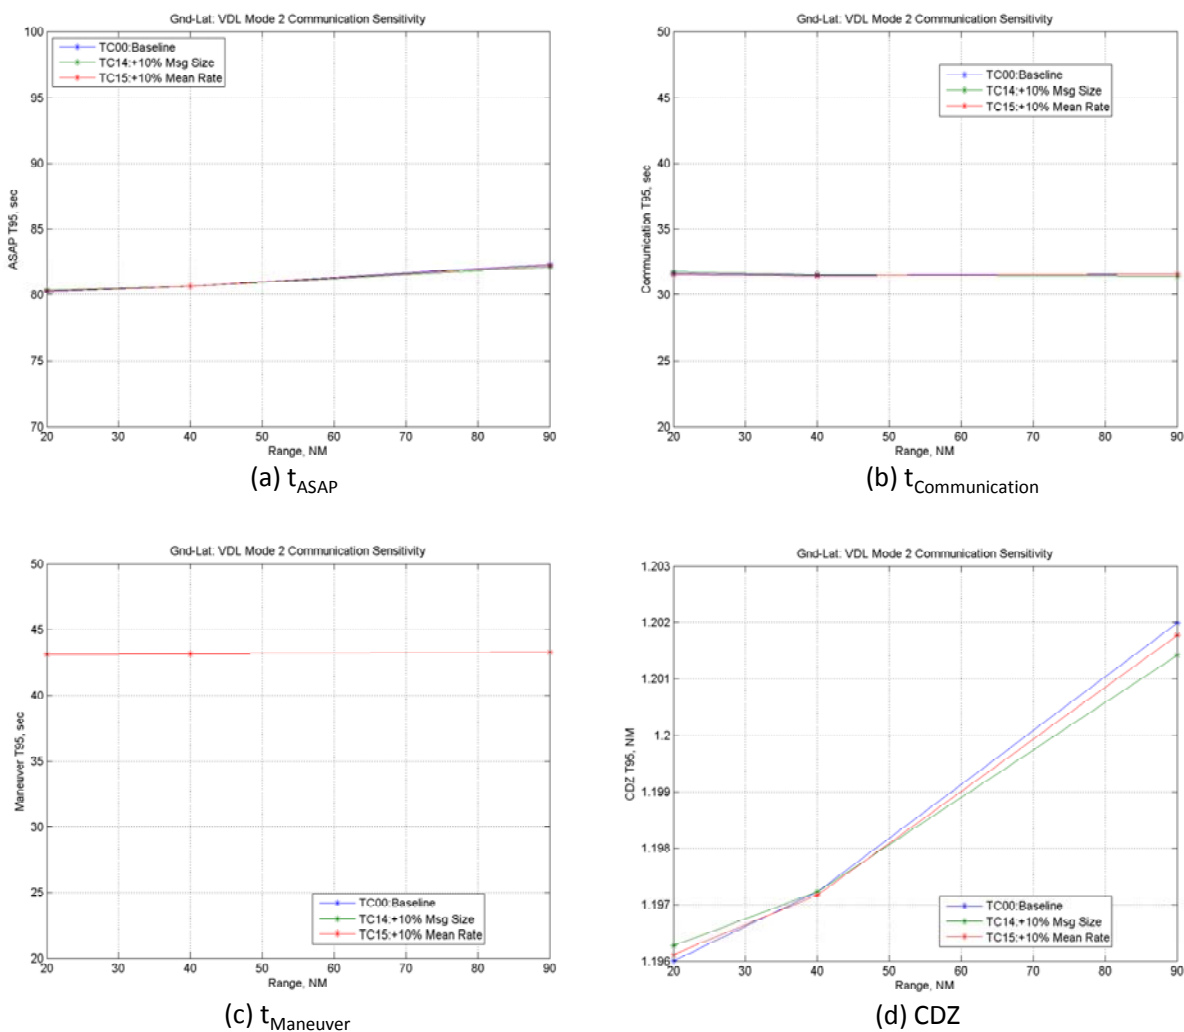 Gnd-Lat: VDL Mode 2 Communication Sensitivity
100
95
90
85
80
75
70
ASAP T95, sec
TC00:Baseline
TC14:+10% Msg Size
TC15:+10% Mean Rate
20 30 40 50 60 70 80 90
Range, NM
(a) tASAP
Gnd-Lat: VDL Mode 2 Communication Sensitivity
50
45
40
35
30
25
20
Communication T95, sec
TC00:Baseline
TC14:+10% Msg Size
TC15:+10% Mean Rate
20 30 40 50 60 70 80 90
Range, NM
(b) tCommunication
Gnd-Lat: VDL Mode 2 Communication Sensitivity
50
45
40
35
30
25
20
Maneuver T95, sec
TC00:Baseline
TC14:+10% Msg Size
TC15:+10% Mean Rate
20 30 40 50 60 70 80 90
Range, NM
(c) tManeuver
Gnd-Lat: VDL Mode 2 Communication Sensitivity
1.203
1.202
1.201
1.2
1.199
1.198
1.197
1.196
CDZ T95, NM
TC00:Baseline
TC14:+10% Msg Size
TC15:+10% Mean Rate
20 30 40 50 60 70 80 90
Range, NM
(d) CDZ